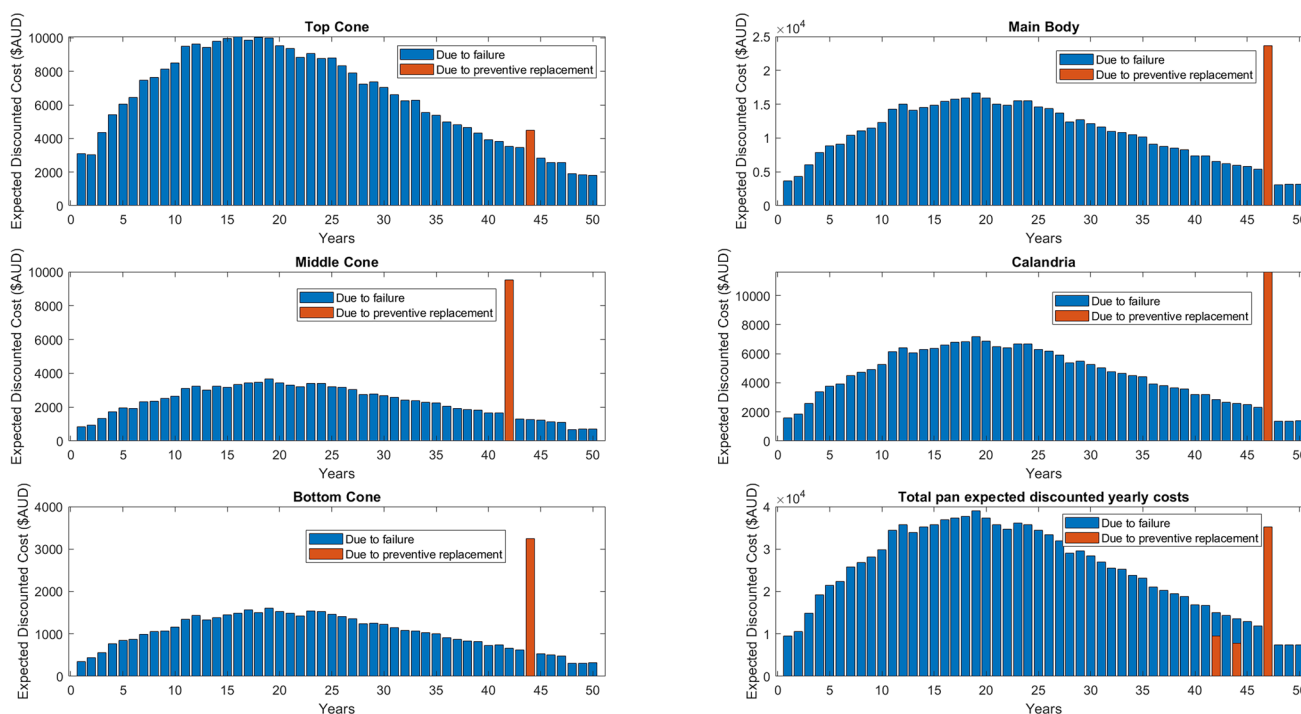 Top Cone
Expected Discounted Cost ($AUD)
10000
8000
6000
4000
2000
0
Due to failure
Due to preventive replacement
0 5 10 15 20 25 30 35 40 45 50
Years
Main Body
Expected Discounted Cost ($AUD)
×10⁴
2.5
2
1.5
1
0.5
0
Due to failure
Due to preventive replacement
0 5 10 15 20 25 30 35 40 45 50
Years
Middle Cone
Expected Discounted Cost ($AUD)
10000
8000
6000
4000
2000
0
Due to failure
Due to preventive replacement
0 5 10 15 20 25 30 35 40 45 50
Years
Calandria
Expected Discounted Cost ($AUD)
10000
8000
6000
4000
2000
0
Due to failure
Due to preventive replacement
0 5 10 15 20 25 30 35 40 45 50
Years
Bottom Cone
Expected Discounted Cost ($AUD)
4000
3000
2000
1000
0
Due to failure
Due to preventive replacement
0 5 10 15 20 25 30 35 40 45 50
Years
Total pan expected discounted yearly costs
Expected Discounted Cost ($AUD)
×10⁴
4
3
2
1
0
Due to failure
Due to preventive replacement
0 5 10 15 20 25 30 35 40 45 50
Years